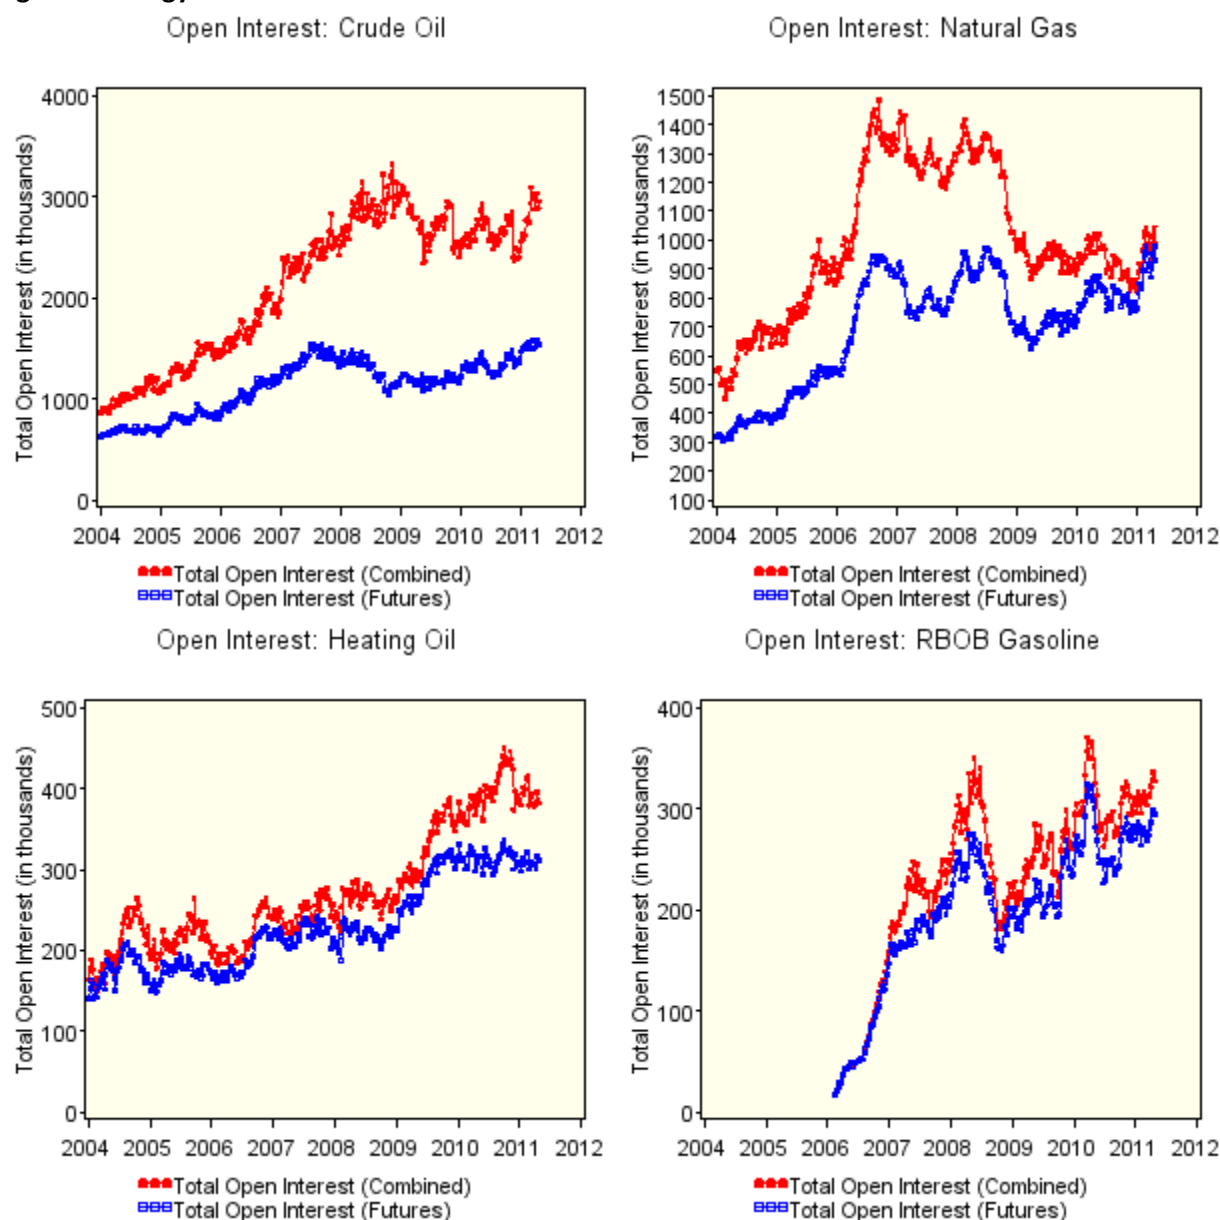 Open Interest: Crude Oil
Total Open Interest (in thousands)
4000
3000
2000
1000
0
2004 2005 2006 2007 2008 2009 2010 2011 2012
Total Open Interest (Combined)
Total Open Interest (Futures)
Open Interest: Natural Gas
Total Open Interest (in thousands)
1500
1400
1300
1200
1100
1000
900
800
700
600
500
400
300
200
100
2004 2005 2006 2007 2008 2009 2010 2011 2012
Total Open Interest (Combined)
Total Open Interest (Futures)
Open Interest: Heating Oil
Total Open Interest (in thousands)
500
400
300
200
100
0
2004 2005 2006 2007 2008 2009 2010 2011 2012
Total Open Interest (Combined)
Total Open Interest (Futures)
Open Interest: RBOB Gasoline
Total Open Interest (in thousands)
400
300
200
100
0
2004 2005 2006 2007 2008 2009 2010 2011 2012
Total Open Interest (Combined)
Total Open Interest (Futures)